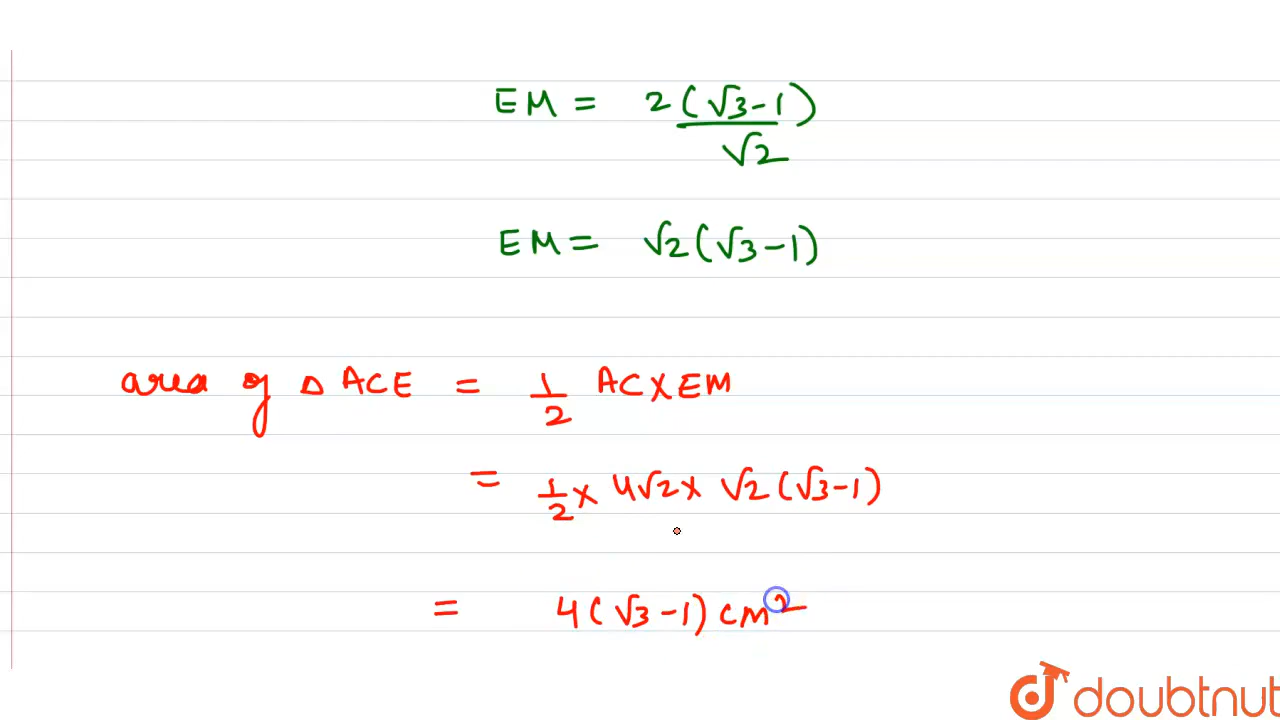 EM = 2(√3-1)
√2
EM = √2(√3-1)
area of △ ACE = 1/2 AC×EM
= 1/2 × 4√2 × √2(√3-1)
= 4(√3-1) cm²
doubtnut